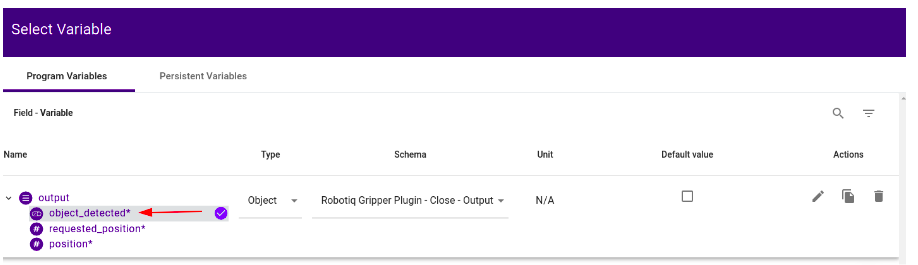 Select Variable
Program Variables Persistent Variables
Field - Variable
Name Type Schema Unit Default value Actions
output Object Robotiq Gripper Plugin - Close - Output N/A
object_detected*
# requested_position*
# position*